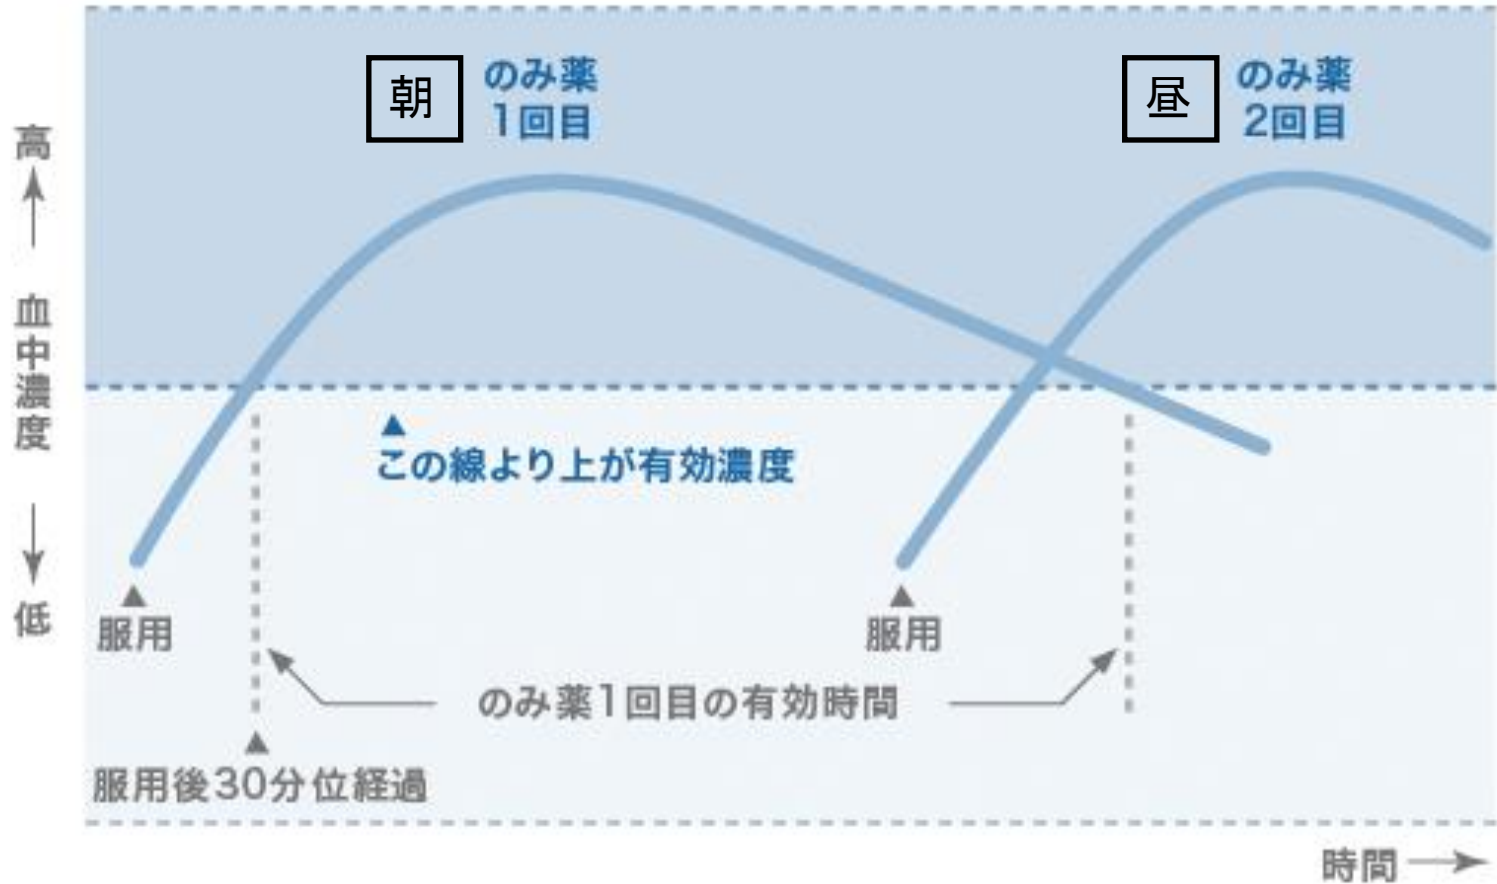 朝
のみ薬
1回目
昼
のみ薬
2回目
高
血中濃度
低
この線より上が有効濃度
服用
服用
のみ薬1回目の有効時間
服用後30分位経過
時間